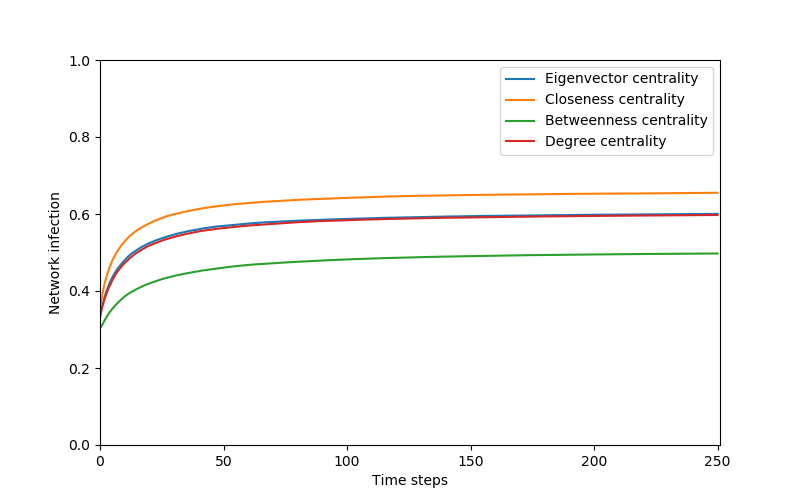 Eigenvector centrality
Closeness centrality
Betweenness centrality
Degree centrality
Network infection
1.0
0.8
0.6
0.4
0.2
0.0
0 50 100 150 200 250
Time steps